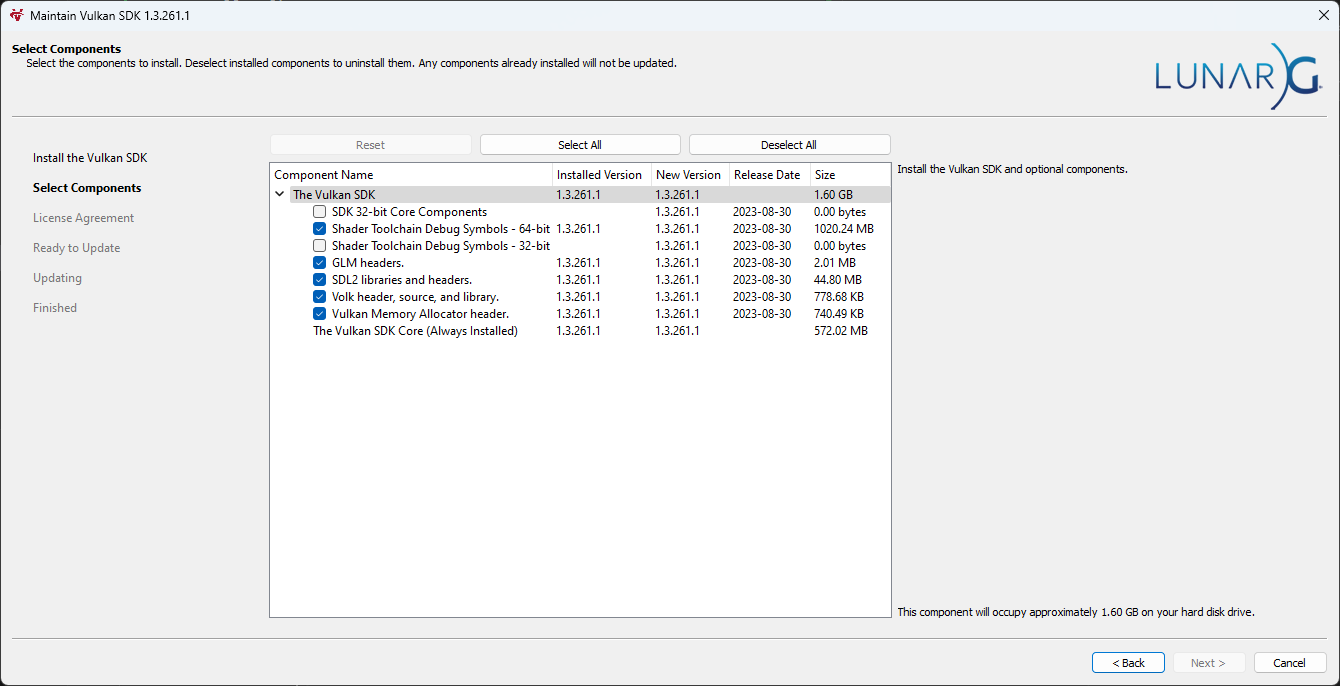 Maintain Vulkan SDK 1.3.261.1
Select Components
Select the components to install. Deselect installed components to uninstall them. Any components already installed will not be updated.
LUNAR)G
Install the Vulkan SDK
Select Components
License Agreement
Ready to Update
Updating
Finished
Reset Select All Deselect All
Component Name Installed Version New Version Release Date Size
The Vulkan SDK 1.3.261.1 1.3.261.1 1.60 GB
SDK 32-bit Core Components 1.3.261.1 2023-08-30 0.00 bytes
Shader Toolchain Debug Symbols - 64-bit 1.3.261.1 1.3.261.1 2023-08-30 1020.24 MB
Shader Toolchain Debug Symbols - 32-bit 1.3.261.1 2023-08-30 0.00 bytes
GLM headers. 1.3.261.1 1.3.261.1 2023-08-30 2.01 MB
SDL2 libraries and headers. 1.3.261.1 1.3.261.1 2023-08-30 44.80 MB
Volk header, source, and library. 1.3.261.1 1.3.261.1 2023-08-30 778.68 KB
Vulkan Memory Allocator header. 1.3.261.1 1.3.261.1 2023-08-30 740.49 KB
The Vulkan SDK Core (Always Installed) 1.3.261.1 1.3.261.1 572.02 MB
Install the Vulkan SDK and optional components.
This component will occupy approximately 1.60 GB on your hard disk drive.
< Back Next > Cancel